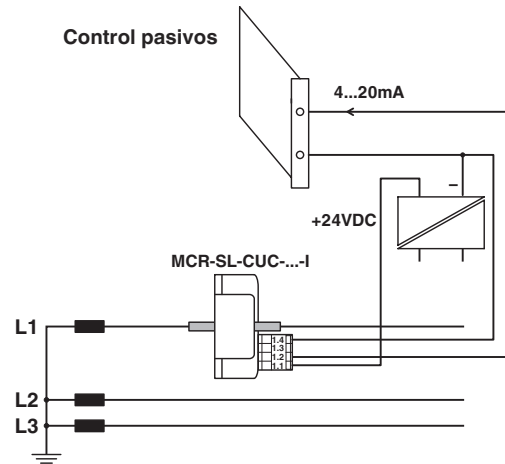 Control pasivos
4...20mA
–
+24VDC
MCR-SL-CUC-...-I
L1
1.4
1.3
1.2
1.1
L2
L3